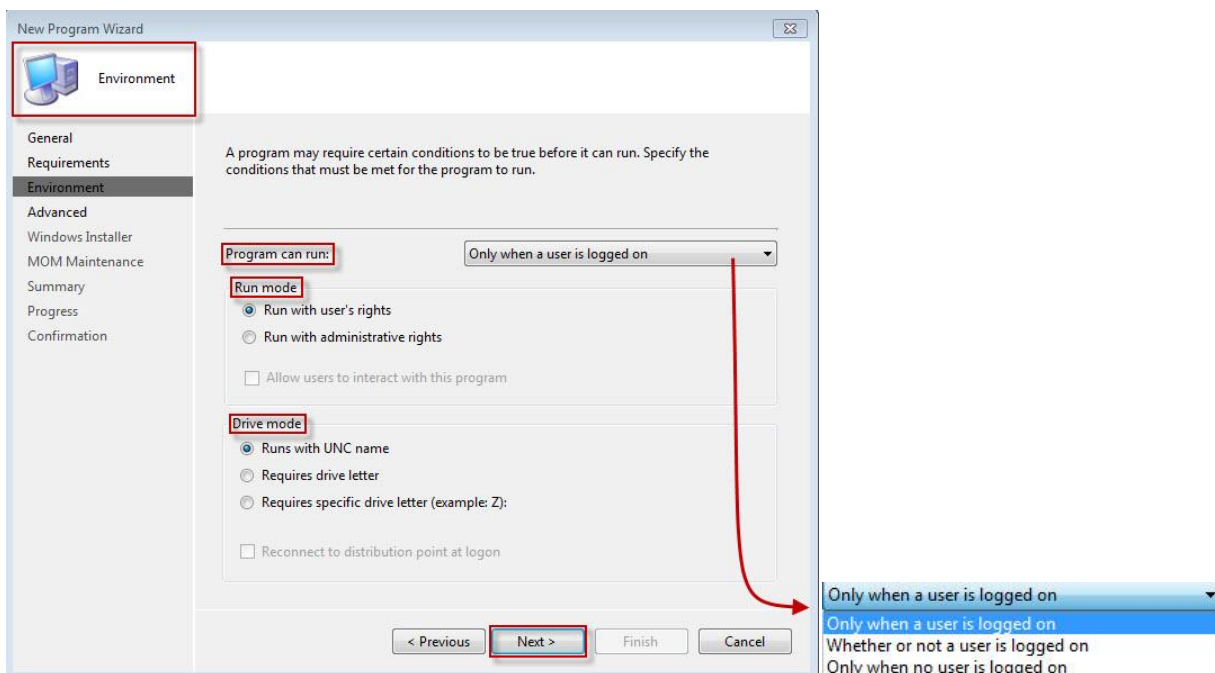 New Program Wizard
Environment
General
Requirements
Environment
Advanced
Windows Installer
MOM Maintenance
Summary
Progress
Confirmation
A program may require certain conditions to be true before it can run. Specify the
conditions that must be met for the program to run.
Program can run:
Only when a user is logged on
Run mode
Run with user's rights
Run with administrative rights
Allow users to interact with this program
Drive mode
Runs with UNC name
Requires drive letter
Requires specific drive letter (example: Z):
Reconnect to distribution point at logon
< Previous
Next >
Finish
Cancel
Only when a user is logged on
Only when a user is logged on
Whether or not a user is logged on
Only when no user is logged on